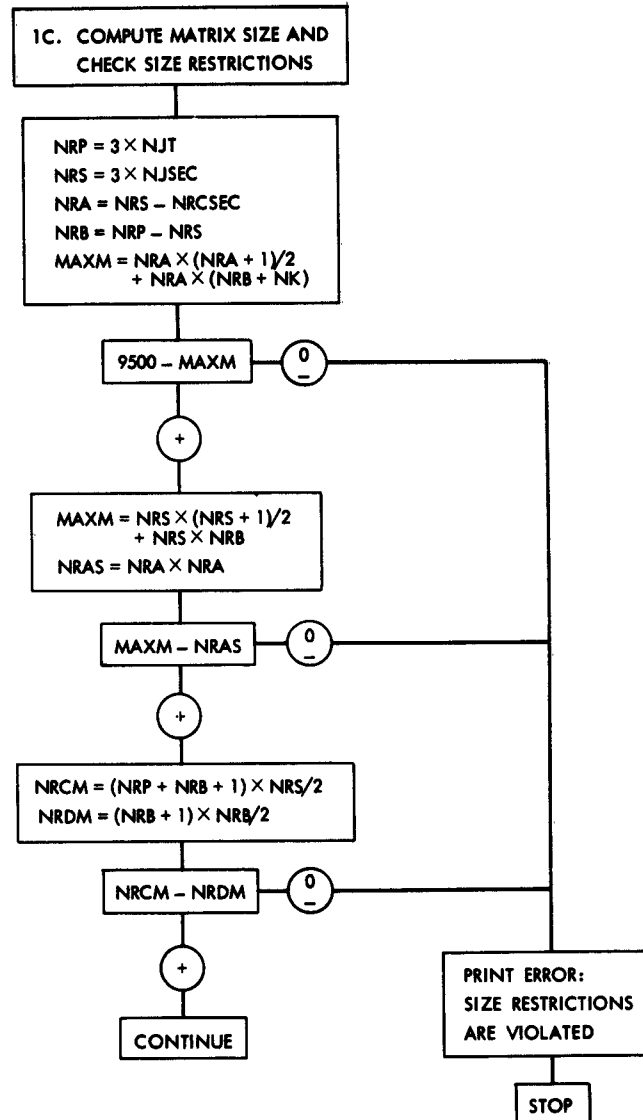 1C. COMPUTE MATRIX SIZE AND
CHECK SIZE RESTRICTIONS
NRP = 3 × NJT
NRS = 3 × NJSEC
NRA = NRS – NRCSEC
NRB = NRP – NRS
MAXM = NRA × (NRA + 1)/2
+ NRA × (NRB + NK)
9500 – MAXM
0
–
+
MAXM = NRS × (NRS + 1)/2
+ NRS × NRB
NRAS = NRA × NRA
MAXM – NRAS
0
–
+
NRCM = (NRP + NRB + 1) × NRS/2
NRDM = (NRB + 1) × NRB/2
NRCM – NRDM
0
–
+
CONTINUE
PRINT ERROR:
SIZE RESTRICTIONS
ARE VIOLATED
STOP